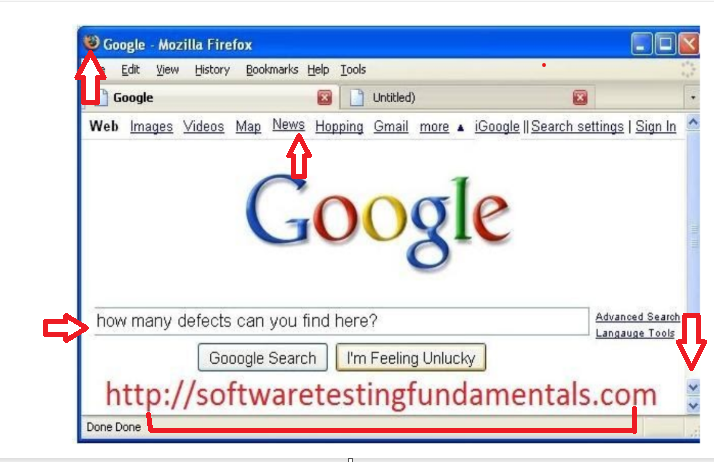 Google - Mozilla Firefox
Edit View History Bookmarks Help Tools
Google Untitled)
Web Images Videos Map News Hopping Gmail more ▲ iGoogle || Search settings | Sign In
Google
how many defects can you find here?
Advanced Search
Langauge Tools
Gooogle Search I'm Feeling Unlucky
http://softwaretestingfundamentals.com
Done Done